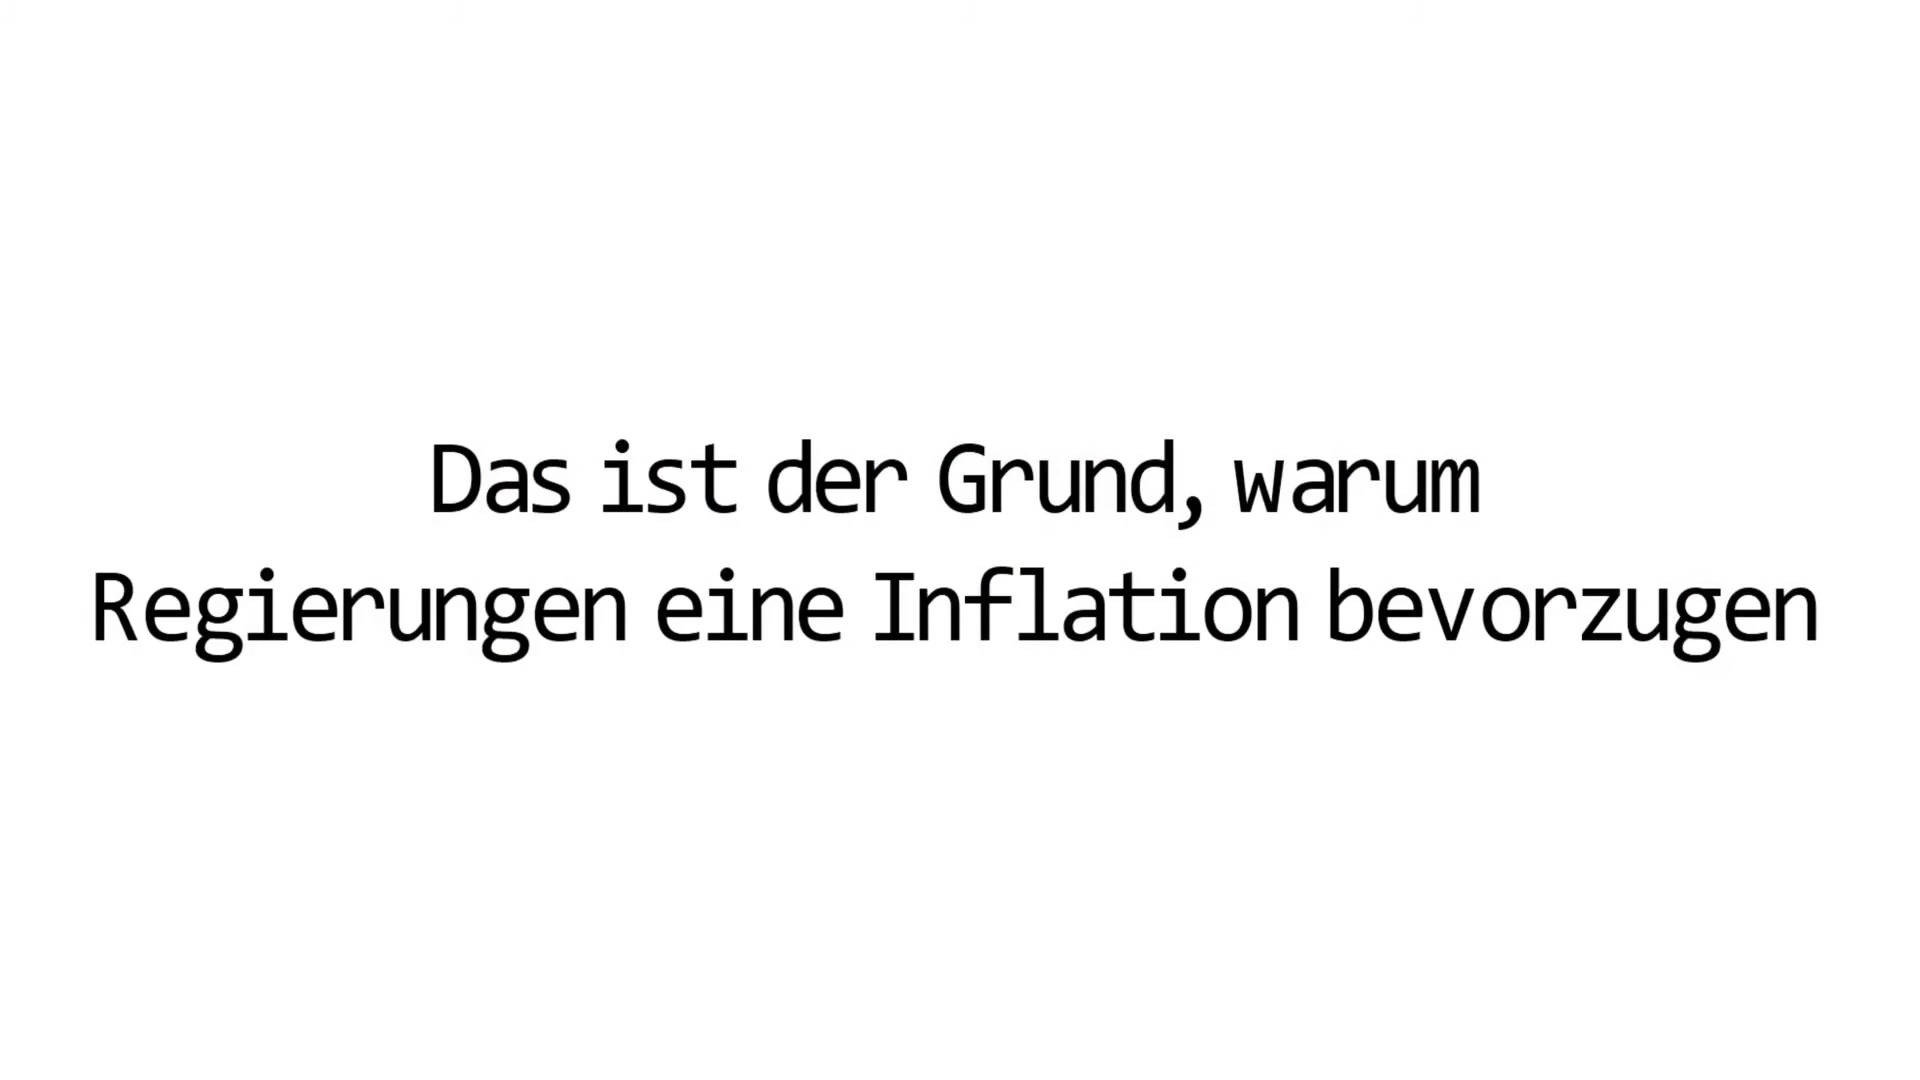 Das ist der Grund, warum
Regierungen eine Inflation bevorzugen